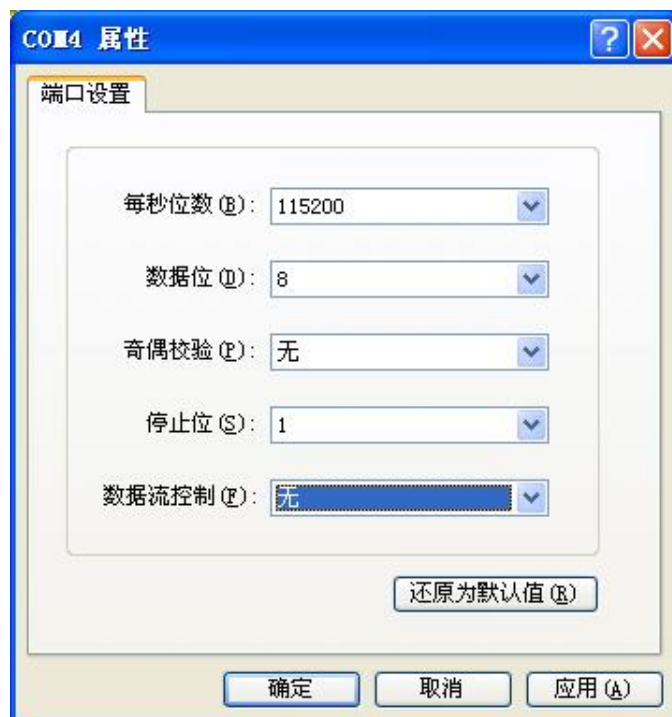 COM4 属性
端口设置
每秒位数(B): 115200
数据位(D): 8
奇偶校验(P): 无
停止位(S): 1
数据流控制(F): 无
还原为默认值(R)
确定 取消 应用(A)